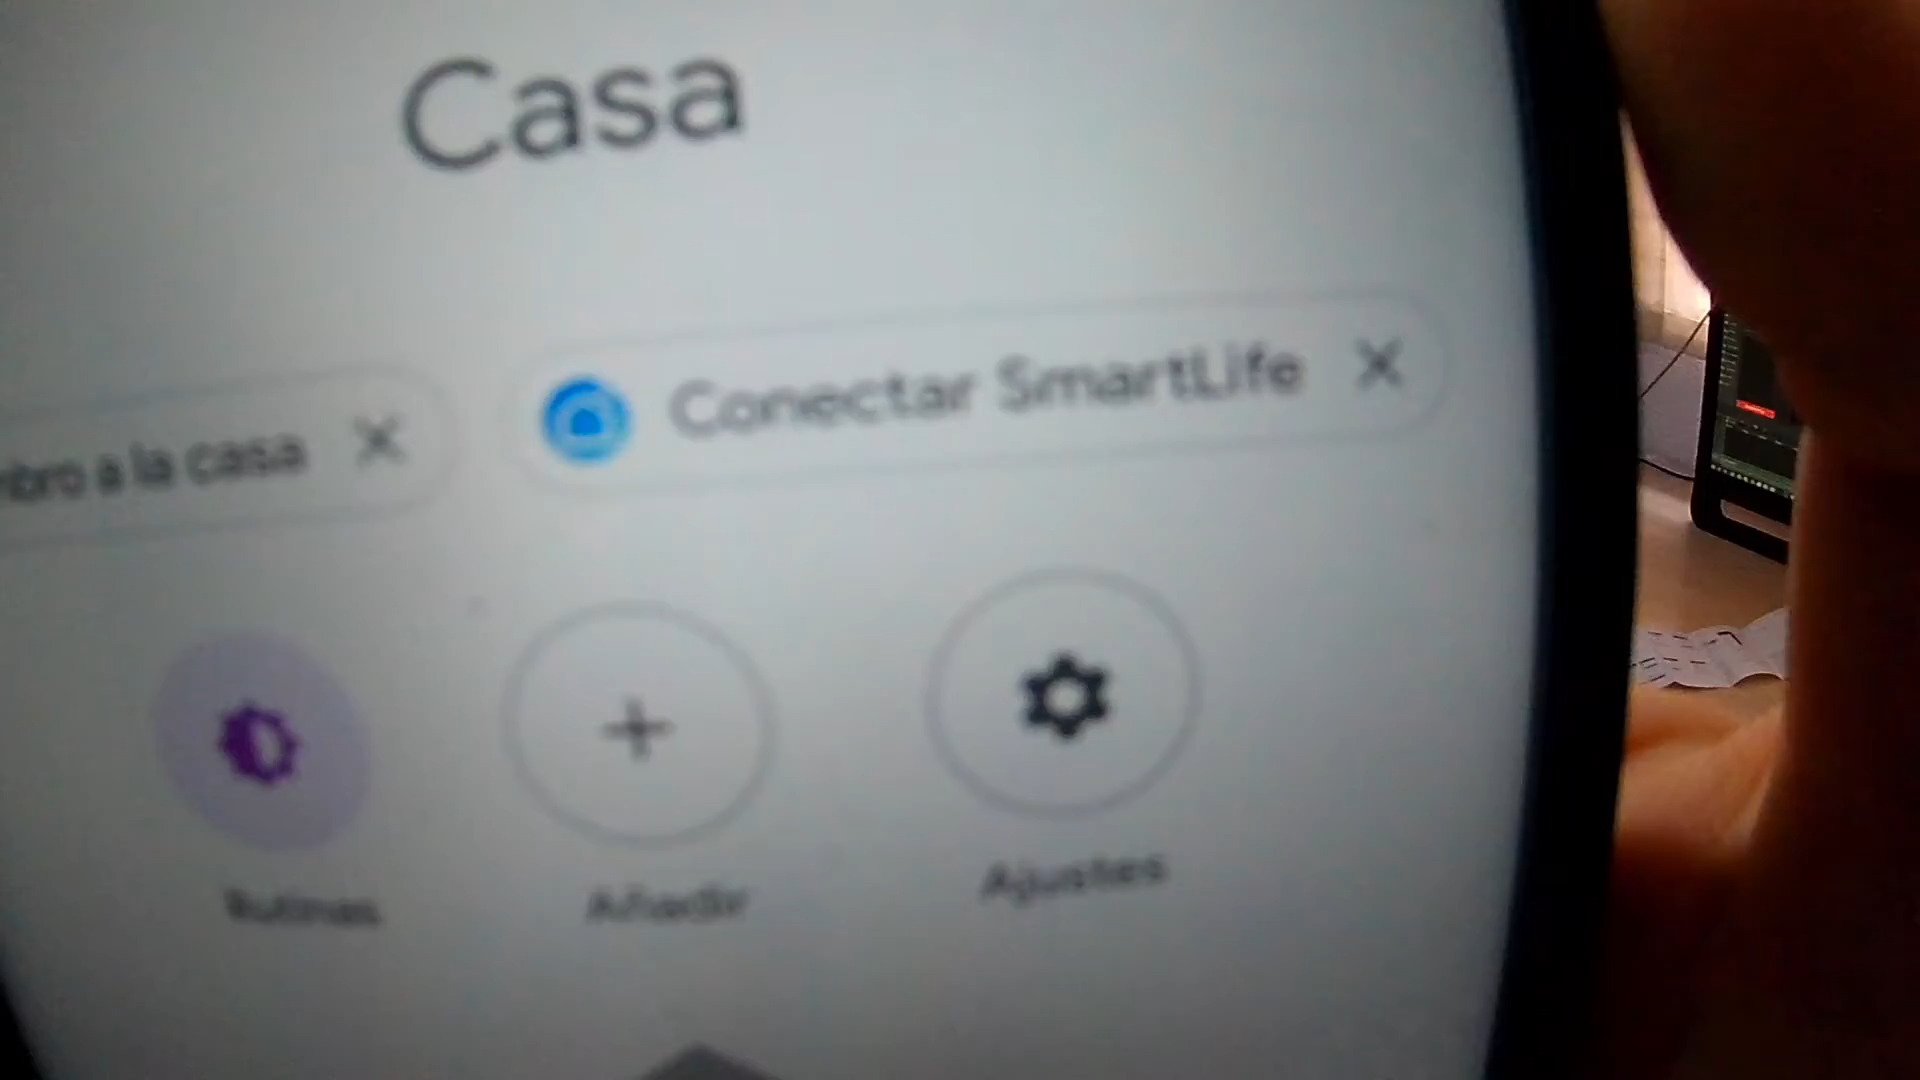 Casa
a la casa
Conectar SmartLife
Rutinas
Añadir
Ajustes